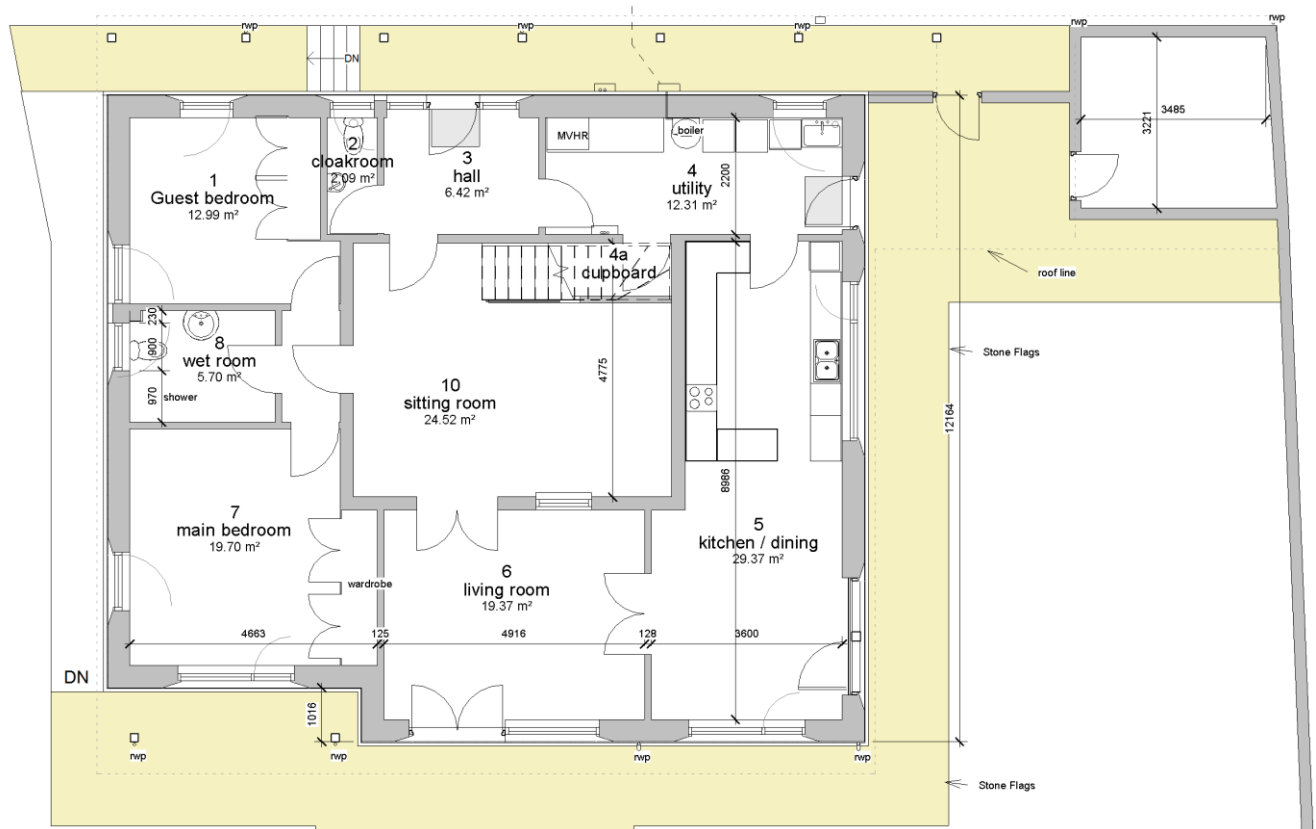 rwp
rwp
rwp
rwp
rwp
DN
3485
3221
MVHR
boiler
2
cloakroom
2.09 m²
3
hall
6.42 m²
4
utility
12.31 m²
2200
1
Guest bedroom
12.99 m²
4a
cupboard
roof line
230
900
970
8
wet room
5.70 m²
shower
Stone Flags
10
sitting room
24.52 m²
4775
12164
8986
7
main bedroom
19.70 m²
wardrobe
5
kitchen / dining
29.37 m²
6
living room
19.37 m²
4663
125
4916
128
3600
DN
1016
rwp
rwp
rwp
rwp
Stone Flags